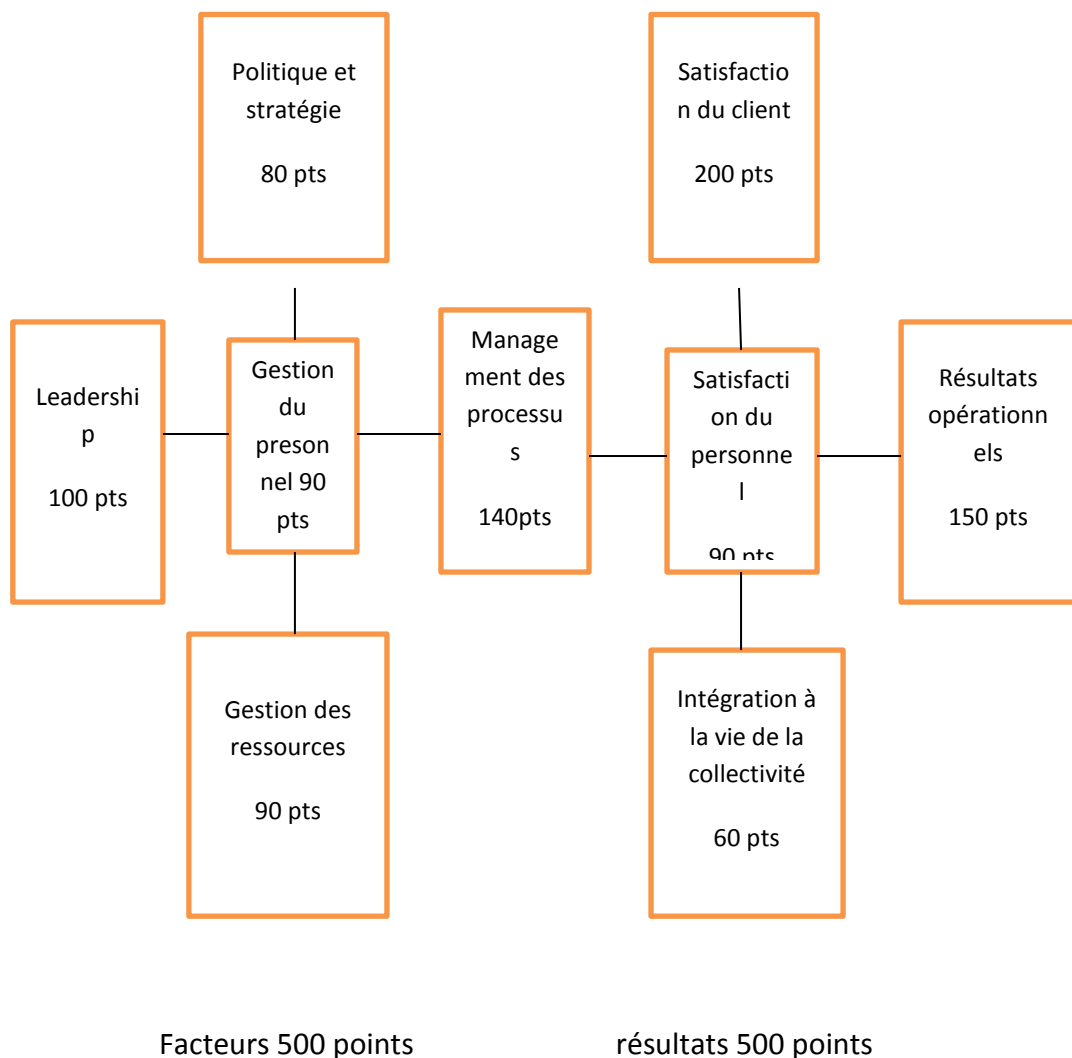 Politique et
stratégie
80 pts
Satisfactio
n du client
200 pts
Leadershi
p
100 pts
Gestion
du
preson
nel 90
pts
Manage
ment des
processu
s
140pts
Satisfacti
on du
personne
l
90 pts
Résultats
opérationn
els
150 pts
Gestion des
ressources
90 pts
Intégration à
la vie de la
collectivité
60 pts
Facteurs 500 points
résultats 500 points